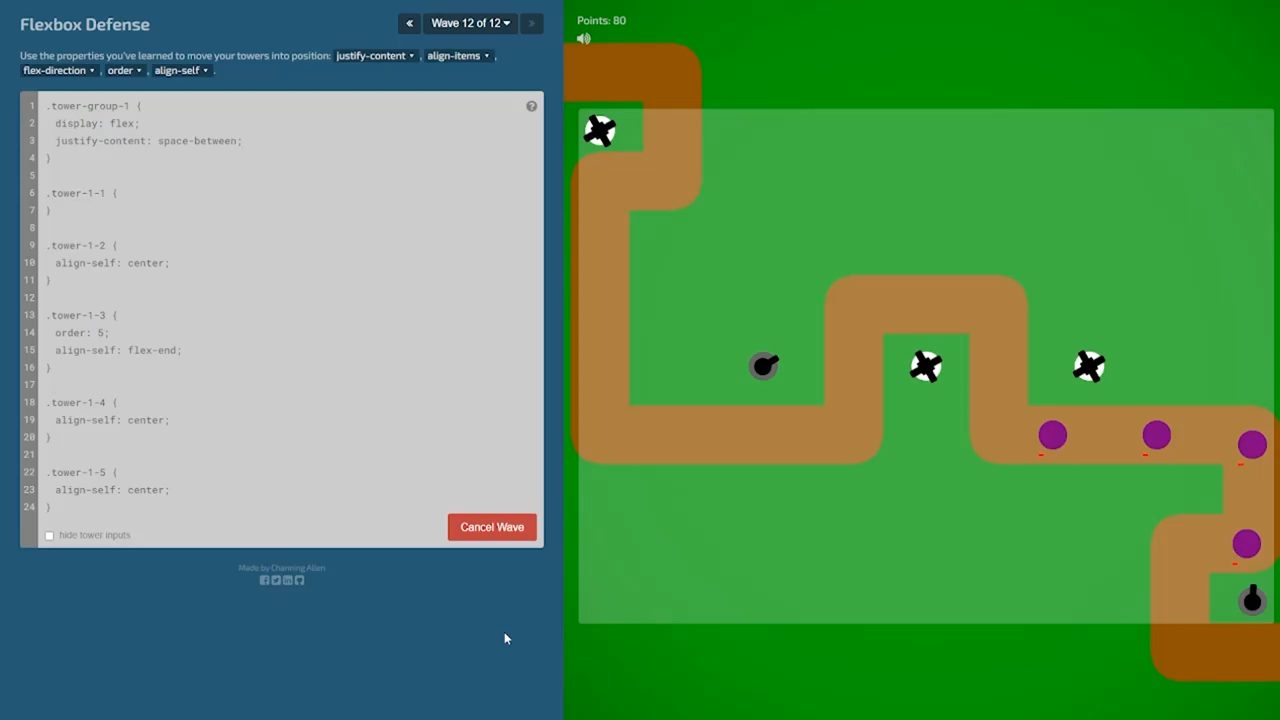 Flexbox Defense
« Wave 12 of 12 »
Use the properties you've learned to move your towers into position: justify-content , align-items ,
flex-direction , order , align-self .
1 .tower-group-1 {
2 display: flex;
3 justify-content: space-between;
4 }
5
6 .tower-1-1 {
7 }
8
9 .tower-1-2 {
10 align-self: center;
11 }
12
13 .tower-1-3 {
14 order: 5;
15 align-self: flex-end;
16 }
17
18 .tower-1-4 {
19 align-self: center;
20 }
21
22 .tower-1-5 {
23 align-self: center;
24 }
?
hide tower inputs
Cancel Wave
Made by Channing Allen
Points: 80